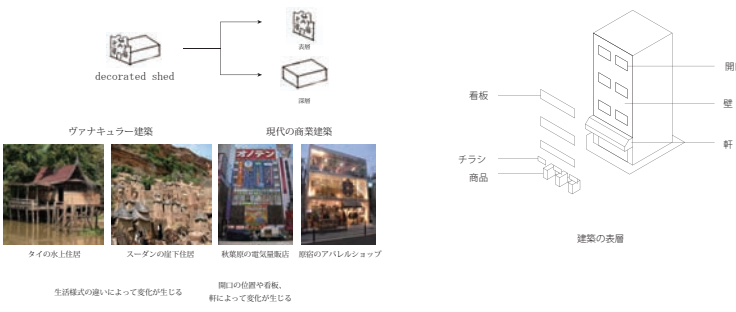 decorated shed
表層
深層
ヴァナキュラー建築
現代の商業建築
オノデン
タイの水上住居
スーダンの崖下住居
秋葉原の電気量販店
原宿のアパレルショップ
生活様式の違いによって変化が生じる
開口の位置や看板、
軒によって変化が生じる
看板
チラシ
商品
開
壁
軒
建築の表層